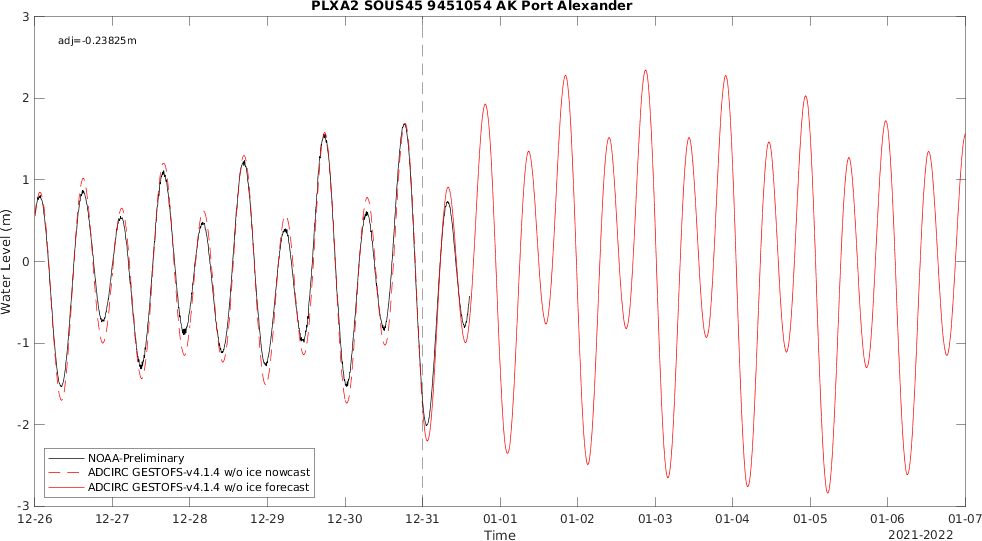 PLXA2 SOUS45 9451054 AK Port Alexander
adj=-0.23825m
3
2
1
0
-1
-2
-3
Water Level (m)
NOAA-Preliminary
ADCIRC GESTOFS-v4.1.4 w/o ice nowcast
ADCIRC GESTOFS-v4.1.4 w/o ice forecast
12-26 12-27 12-28 12-29 12-30 12-31 01-01 01-02 01-03 01-04 01-05 01-06 01-07
Time
2021-2022